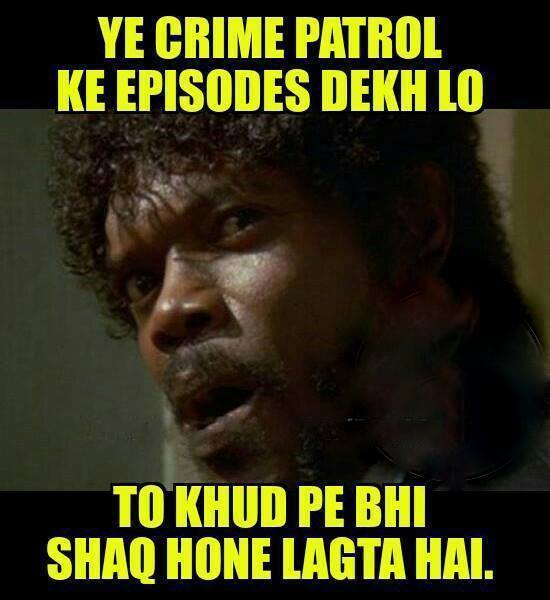 YE CRIME PATROL
KE EPISODES DEKH LO
TO KHUD PE BHI
SHAQ HONE LAGTA HAI.